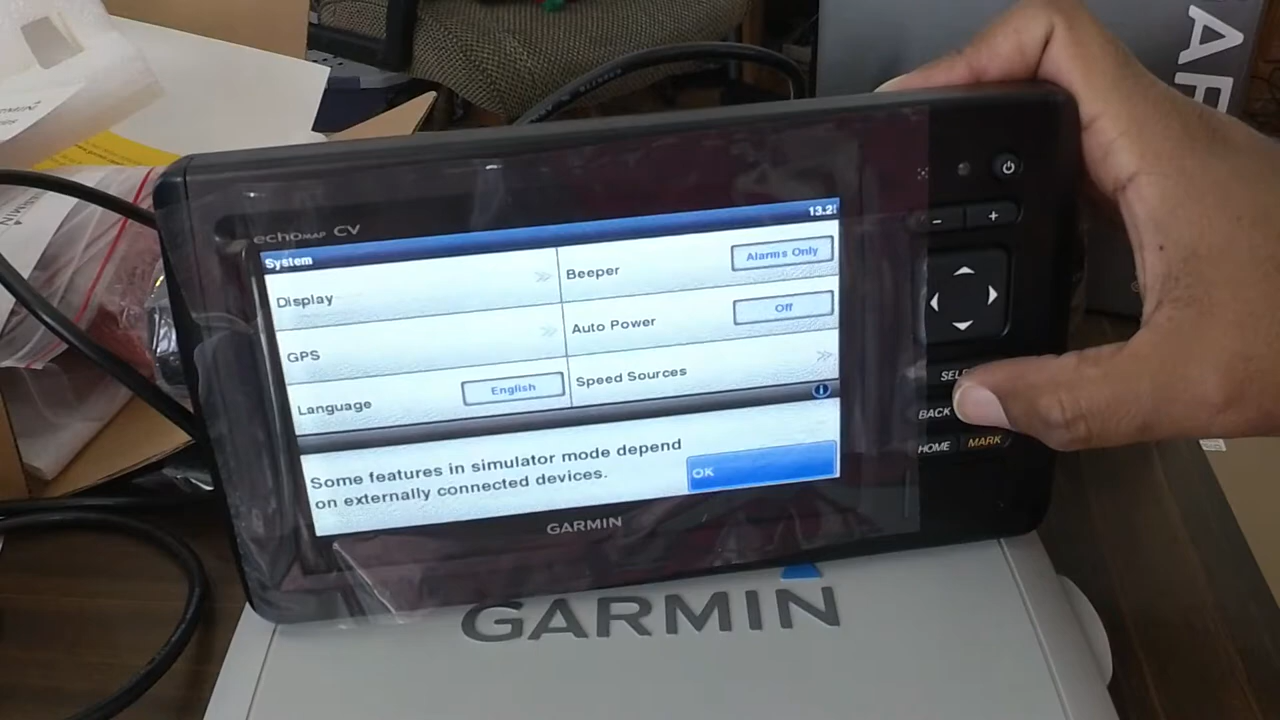 echoMAP CV
System
13.2
Display
Beeper
Alarms Only
GPS
Auto Power
Off
Language
English
Speed Sources
Some features in simulator mode depend
on externally connected devices.
OK
GARMIN
BACK
HOME
MARK
GARMIN